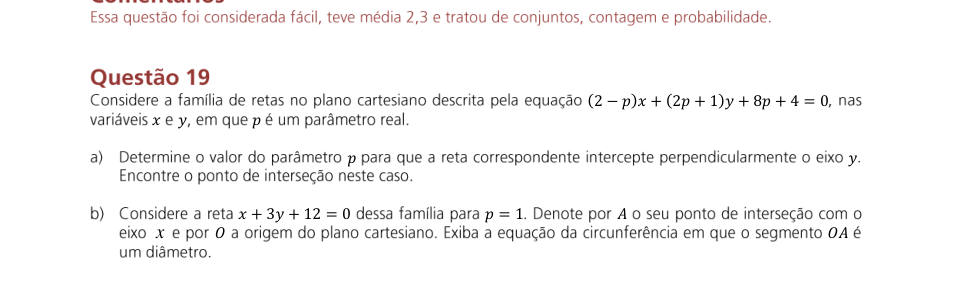 Essa questão foi considerada fácil, teve média 2,3 e tratou de conjuntos, contagem e probabilidade.
Questão 19
Considere a família de retas no plano cartesiano descrita pela equação (2 − p)x + (2p + 1)y + 8p + 4 = 0, nas
variáveis x e y, em que p é um parâmetro real.
a) Determine o valor do parâmetro p para que a reta correspondente intercepte perpendicularmente o eixo y.
Encontre o ponto de interseção neste caso.
b) Considere a reta x + 3y + 12 = 0 dessa família para p = 1. Denote por A o seu ponto de interseção com o
eixo x e por O a origem do plano cartesiano. Exiba a equação da circunferência em que o segmento OA é
um diâmetro.